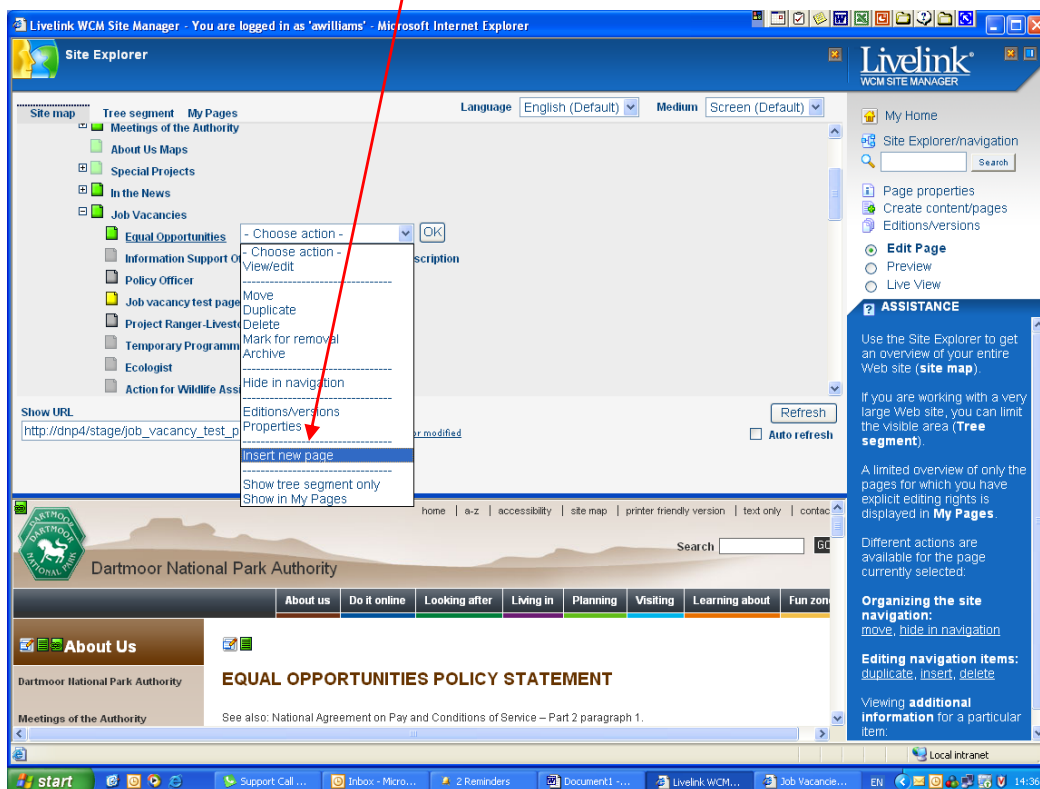 Livelink WCM Site Manager - You are logged in as 'awilliams' - Microsoft Internet Explorer
Site Explorer
Livelink
WCM SITE MANAGER
Site map Tree segment My Pages
Language English (Default) Medium Screen (Default)
Meetings of the Authority
About Us Maps
Special Projects
In the News
Job Vacancies
Equal Opportunities - Choose action - OK
Information Support O scription
Policy Officer
Job vacancy test page
Project Ranger-Livest
Temporary Programm
Ecologist
Action for Wildlife Assi
- Choose action -
View/edit
Move
Duplicate
Delete
Mark for removal
Archive
Hide in navigation
Editions/versions
Properties
Insert new page
Show tree segment only
Show in My Pages
Show URL
http://dnp4/stage/job_vacancy_test_p
or modified
Refresh
Auto refresh
My Home
Site Explorer/navigation
Search
Page properties
Create content/pages
Editions/versions
Edit Page
Preview
Live View
ASSISTANCE
Use the Site Explorer to get
an overview of your entire
Web site (site map).
If you are working with a very
large Web site, you can limit
the visible area (Tree
segment).
A limited overview of only the
pages for which you have
explicit editing rights is
displayed in My Pages.
Different actions are
available for the page
currently selected:
Organizing the site
navigation:
move, hide in navigation
Editing navigation items:
duplicate, insert, delete
Viewing additional
information for a particular
item:
home | a-z | accessibility | site map | printer friendly version | text only | contac
Search GO
DARTMOOR
NATIONAL PARK
Dartmoor National Park Authority
About us Do it online Looking after Living in Planning Visiting Learning about Fun zon
About Us
Dartmoor National Park Authority
Meetings of the Authority
EQUAL OPPORTUNITIES POLICY STATEMENT
See also: National Agreement on Pay and Conditions of Service – Part 2 paragraph 1.
Local intranet
start Support Call ... Inbox - Micro... 2 Reminders Document1 -... Livelink WCM... Job Vacancie... EN 14:36